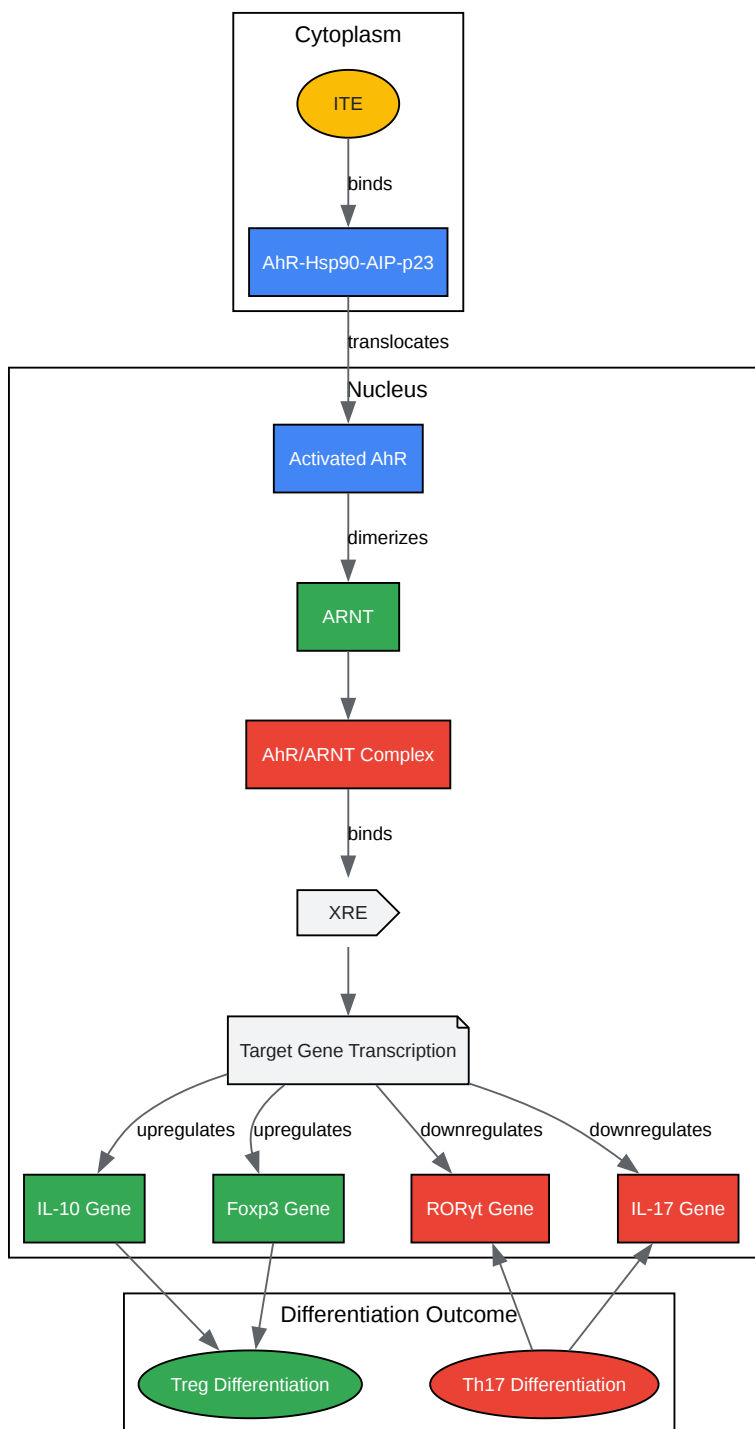 Cytoplasm
ITE
binds
AhR-Hsp90-AIP-p23
translocates
Nucleus
Activated AhR
dimerizes
ARNT
AhR/ARNT Complex
binds
XRE
Target Gene Transcription
upregulates
upregulates
downregulates
downregulates
IL-10 Gene
Foxp3 Gene
RORγt Gene
IL-17 Gene
Differentiation Outcome
Treg Differentiation
Th17 Differentiation